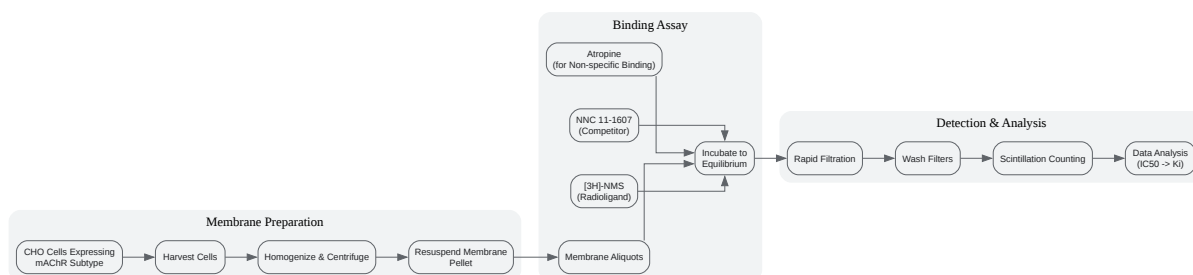 Membrane Preparation
CHO Cells Expressing
mAChR Subtype
Harvest Cells
Homogenize & Centrifuge
Resuspend Membrane
Pellet
Binding Assay
Atropine
(for Non-specific Binding)
NNC 11-1607
(Competitor)
[3H]-NMS
(Radioligand)
Membrane Aliquots
Incubate to
Equilibrium
Detection & Analysis
Rapid Filtration
Wash Filters
Scintillation Counting
Data Analysis
(IC50 -> Ki)